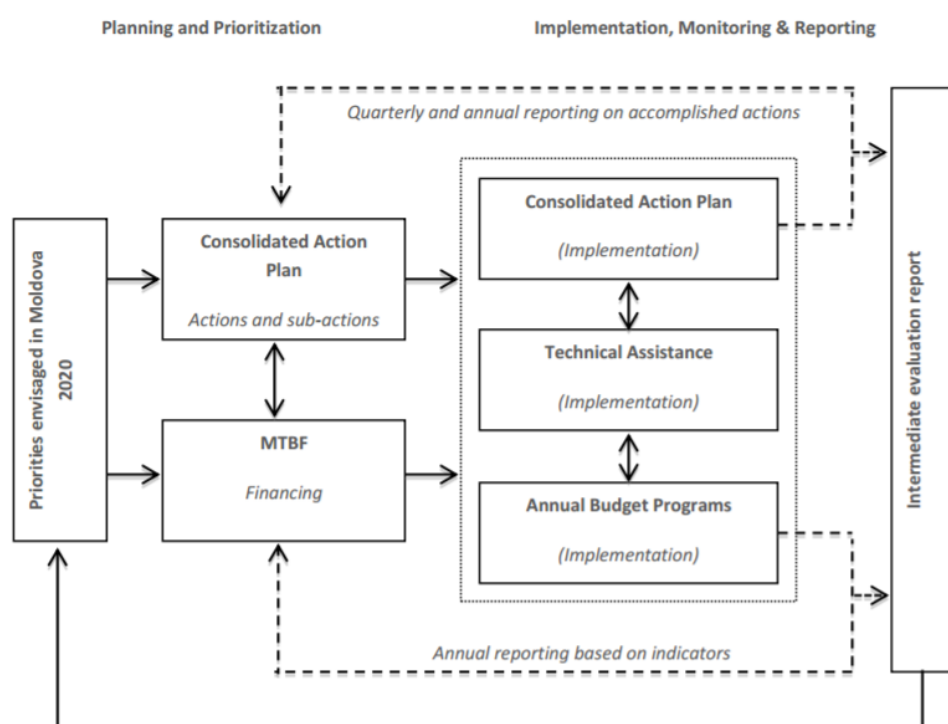 Planning and Prioritization
Implementation, Monitoring & Reporting
Quarterly and annual reporting on accomplished actions
Priorities envisaged in Moldova
2020
Consolidated Action
Plan
Actions and sub-actions
MTBF
Financing
Consolidated Action Plan
(Implementation)
Technical Assistance
(Implementation)
Annual Budget Programs
(Implementation)
Annual reporting based on indicators
Intermediate evaluation report